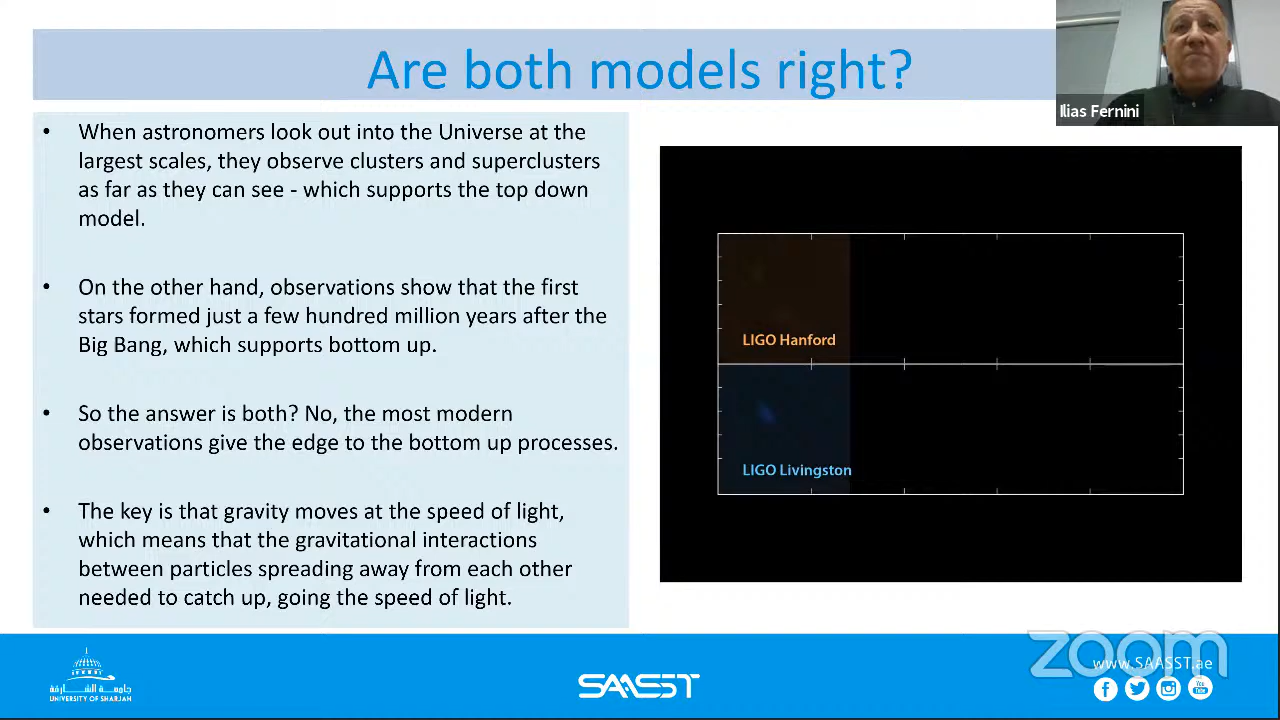 Are both models right?
Ilias Fernini
• When astronomers look out into the Universe at the
largest scales, they observe clusters and superclusters
as far as they can see - which supports the top down
model.
• On the other hand, observations show that the first
stars formed just a few hundred million years after the
Big Bang, which supports bottom up.
• So the answer is both? No, the most modern
observations give the edge to the bottom up processes.
• The key is that gravity moves at the speed of light,
which means that the gravitational interactions
between particles spreading away from each other
needed to catch up, going the speed of light.
LIGO Hanford
LIGO Livingston
جامعة الشارقة
UNIVERSITY OF SHARJAH
SAASST
zoom
www.SAASST.ae
You
Tube